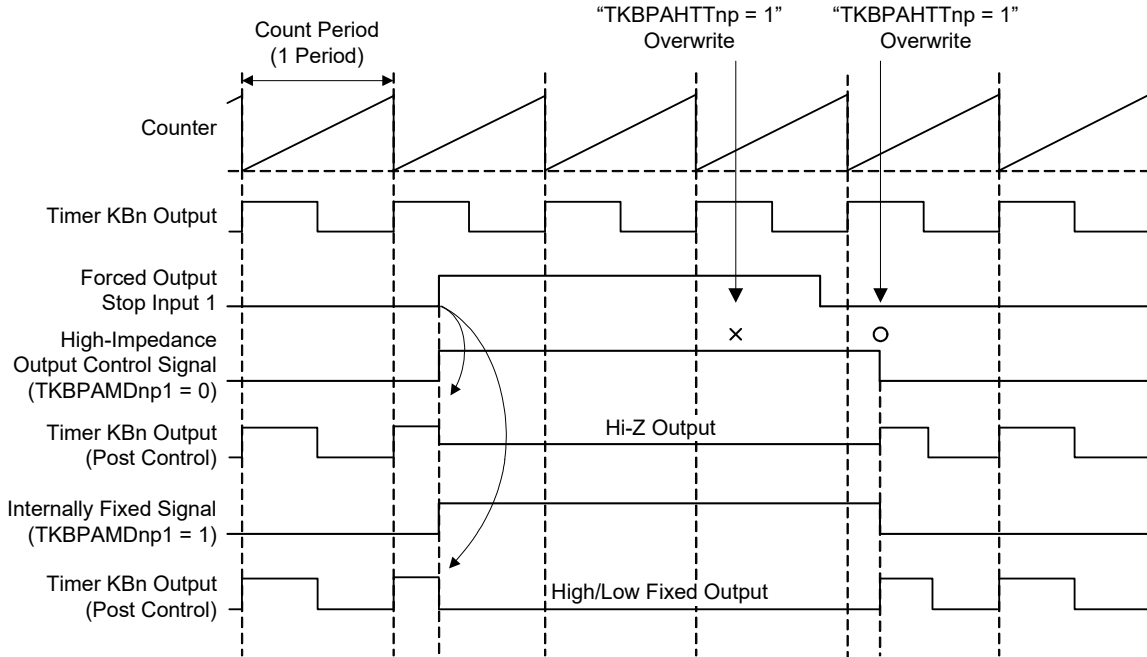 “TKBPAHTTnp = 1”
Overwrite
“TKBPAHTTnp = 1”
Overwrite
Count Period
(1 Period)
Counter
Timer KBn Output
Forced Output
Stop Input 1
High-Impedance
Output Control Signal
(TKBPAMDnp1 = 0)
Timer KBn Output
(Post Control)
Hi-Z Output
Internally Fixed Signal
(TKBPAMDnp1 = 1)
Timer KBn Output
(Post Control)
High/Low Fixed Output